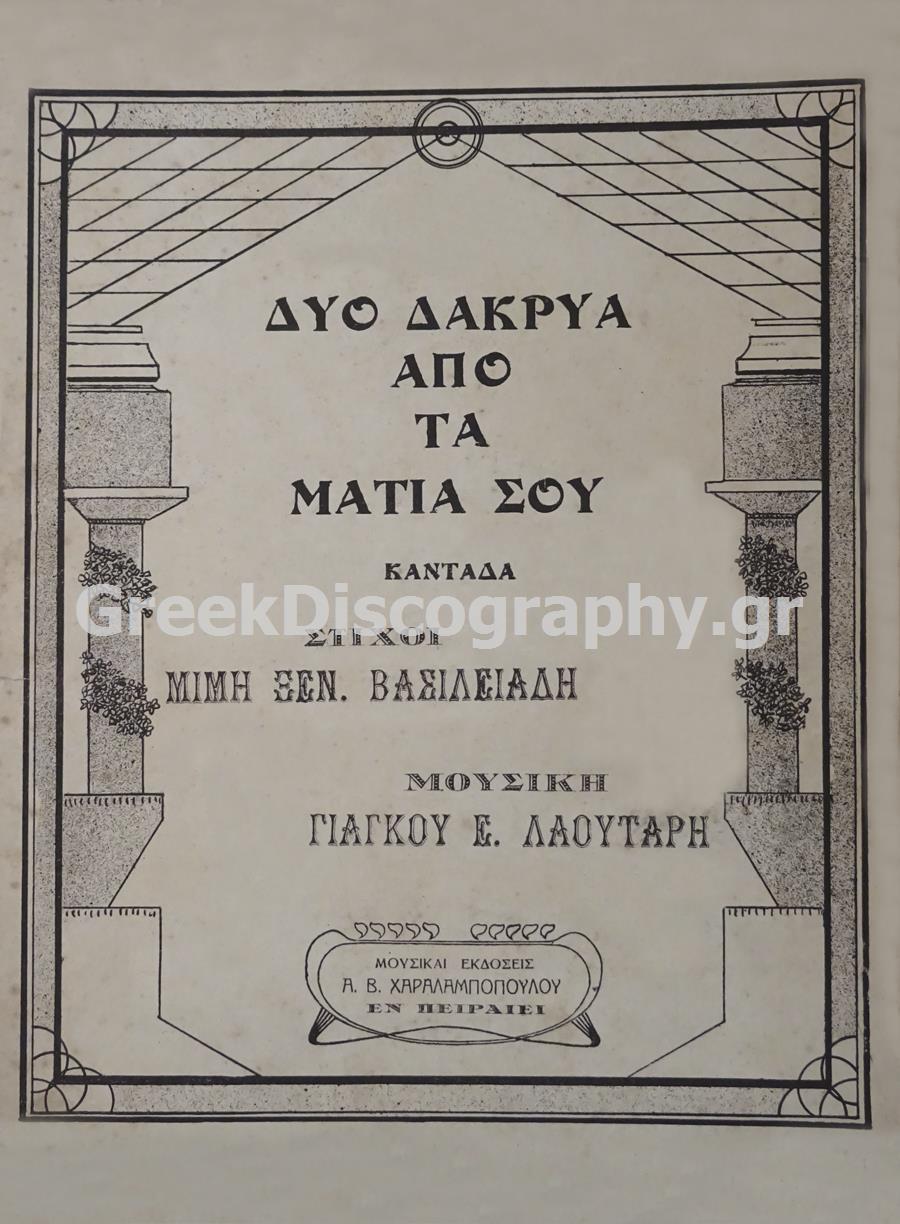 ΔΥΟ ΔΑΚΡΥΑ
ΑΠΟ
ΤΑ
ΜΑΤΙΑ ΣΟΥ
ΚΑΝΤΑΔΑ
GreekDiscography.gr
ΣΤΙΧΟΙ
ΜΙΜΗ ΞΕΝ. ΒΑΣΙΛΕΙΑΔΗ
ΜΟΥΣΙΚΗ
ΓΙΑΓΚΟΥ Ε. ΛΑΟΥΤΑΡΗ
ΜΟΥΣΙΚΑΙ ΕΚΔΟΣΕΙΣ
Α. Β. ΧΑΡΑΛΑΜΠΟΠΟΥΛΟΥ
ΕΝ ΠΕΙΡΑΙΕΙ